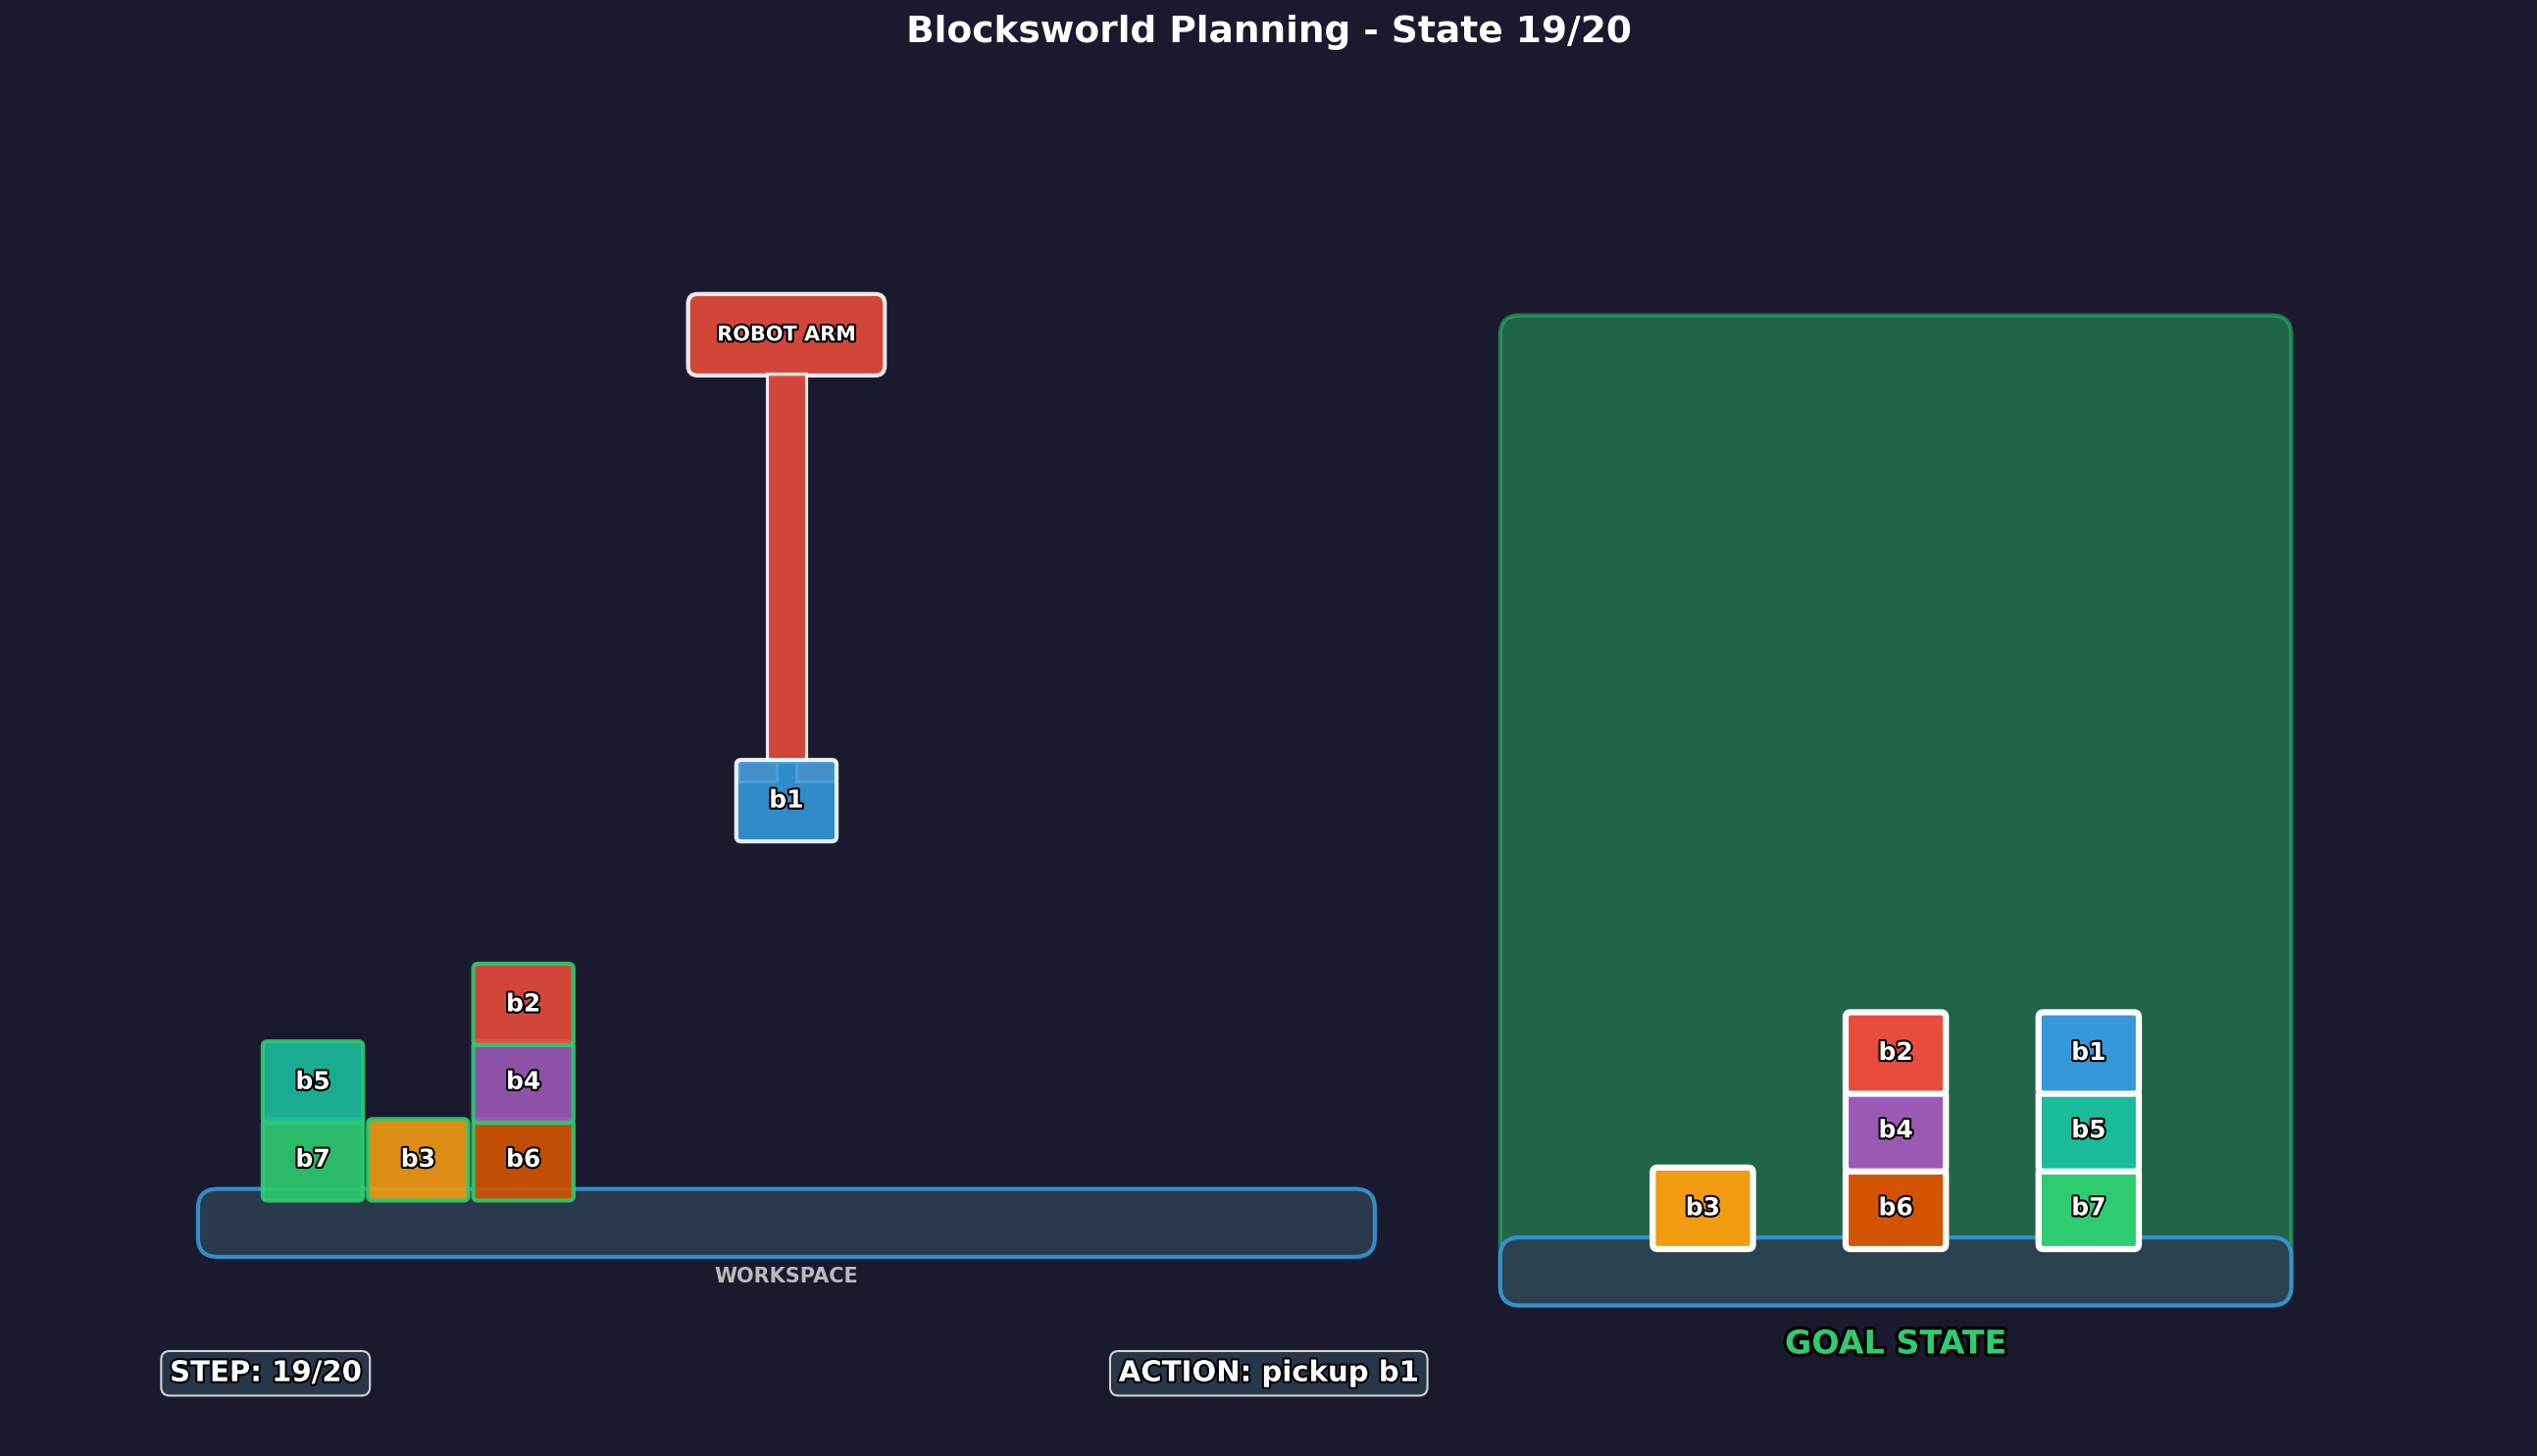 Blocksworld Planning - State 19/20
ROBOT ARM
b1
b2
b5
b4
b7
b3
b6
WORKSPACE
b2
b1
b4
b5
b3
b6
b7
GOAL STATE
STEP: 19/20
ACTION: pickup b1